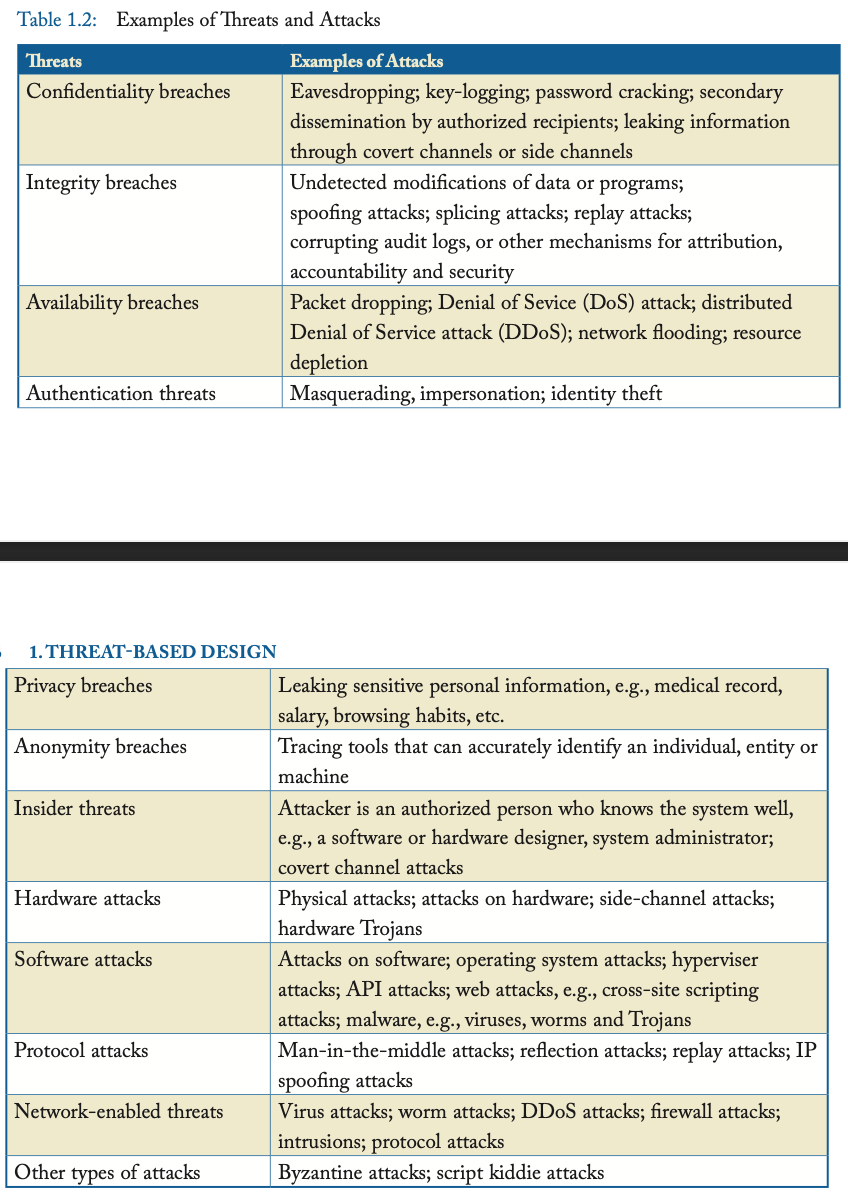 Table 1.2: Examples of Threats and Attacks
Threats Examples of Attacks
Confidentiality breaches Eavesdropping; key-logging; password cracking; secondary
dissemination by authorized recipients; leaking information
through covert channels or side channels
Integrity breaches Undetected modifications of data or programs;
spoofing attacks; splicing attacks; replay attacks;
corrupting audit logs, or other mechanisms for attribution,
accountability and security
Availability breaches Packet dropping; Denial of Sevice (DoS) attack; distributed
Denial of Service attack (DDoS); network flooding; resource
depletion
Authentication threats Masquerading, impersonation; identity theft
1. THREAT-BASED DESIGN
Privacy breaches Leaking sensitive personal information, e.g., medical record,
salary, browsing habits, etc.
Anonymity breaches Tracing tools that can accurately identify an individual, entity or
machine
Insider threats Attacker is an authorized person who knows the system well,
e.g., a software or hardware designer, system administrator;
covert channel attacks
Hardware attacks Physical attacks; attacks on hardware; side-channel attacks;
hardware Trojans
Software attacks Attacks on software; operating system attacks; hyperviser
attacks; API attacks; web attacks, e.g., cross-site scripting
attacks; malware, e.g., viruses, worms and Trojans
Protocol attacks Man-in-the-middle attacks; reflection attacks; replay attacks; IP
spoofing attacks
Network-enabled threats Virus attacks; worm attacks; DDoS attacks; firewall attacks;
intrusions; protocol attacks
Other types of attacks Byzantine attacks; script kiddie attacks